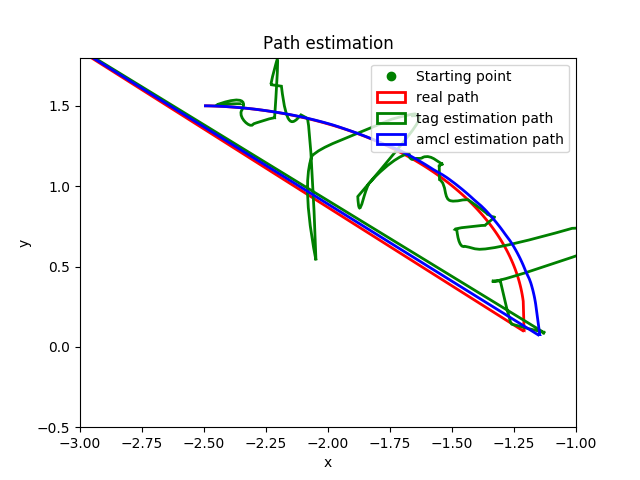 Path estimation
Starting point
real path
tag estimation path
amcl estimation path
1.5
1.0
0.5
0.0
−0.5
y
−3.00 −2.75 −2.50 −2.25 −2.00 −1.75 −1.50 −1.25 −1.00
x